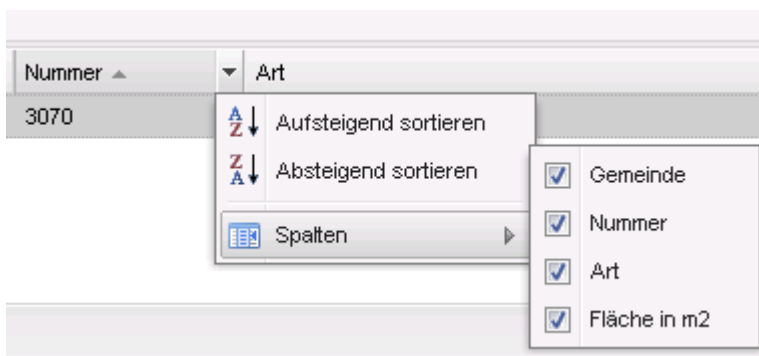 Nummer Art
3070
Aufsteigend sortieren
Absteigend sortieren
Spalten
Gemeinde
Nummer
Art
Fläche in m2